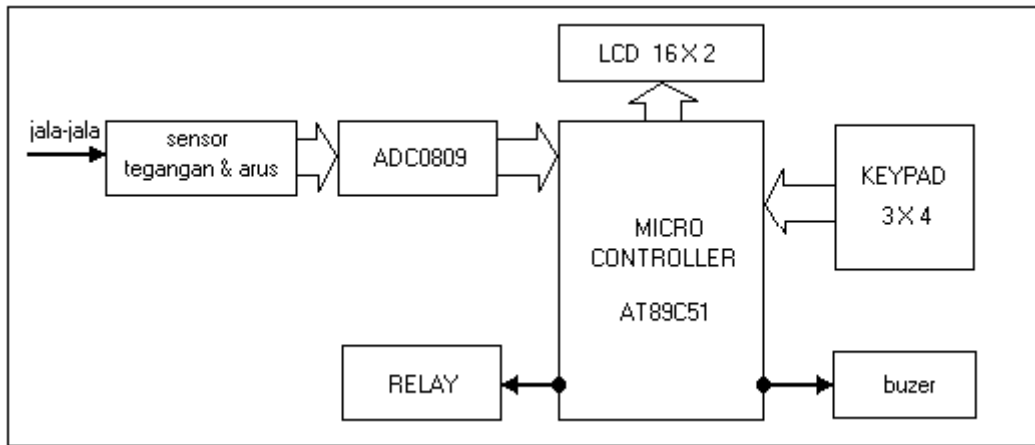 LCD 16 X 2
jala-jala
sensor
tegangan & arus
ADC0809
KEYPAD
3 X 4
MICRO
CONTROLLER
AT89C51
RELAY
buzer